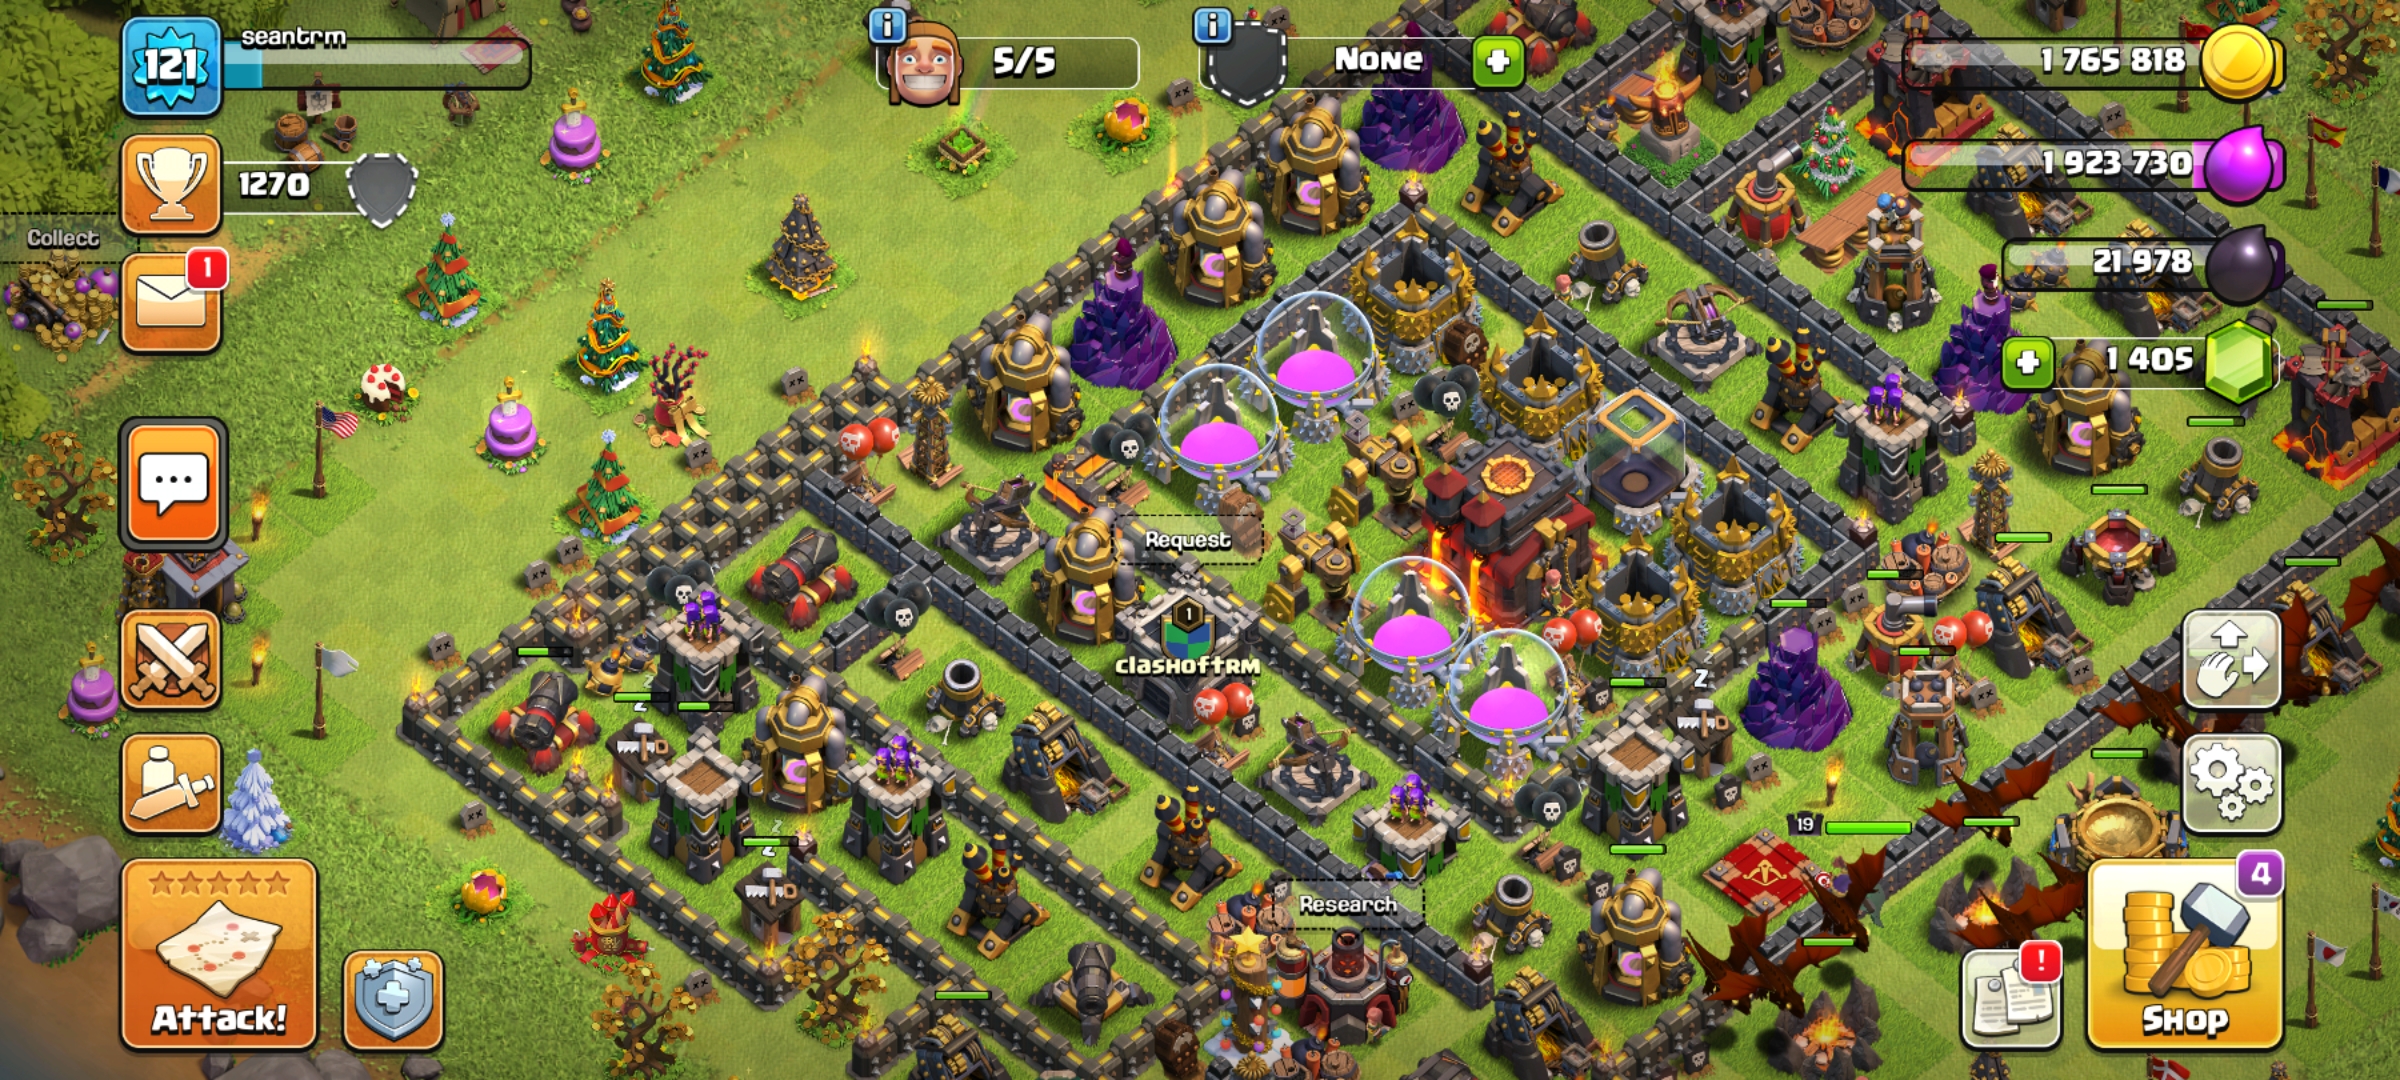 121
seantrm
5/5
None
1 765 818
1270
1 923 730
Collect
1
21 978
1 405
Request
1
clashoftrm
z
z
z
z
z
19
4
Research
Attack!
!
Shop